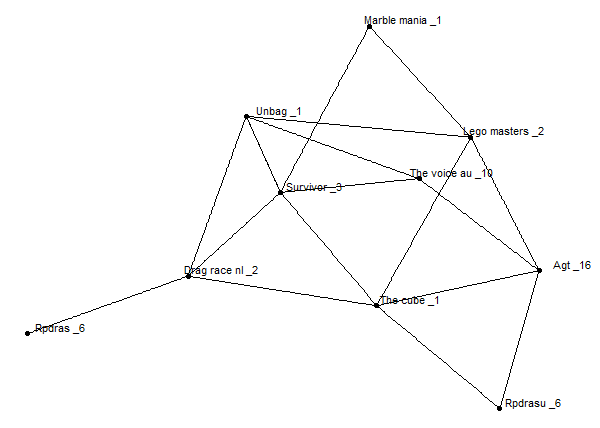 Marble mania _1
Unbag _1
Lego masters _2
The voice au _10
Survivor _3
Agt _16
Drag race nl _2
The cube _1
Rpdras _6
Rpdrasu _6